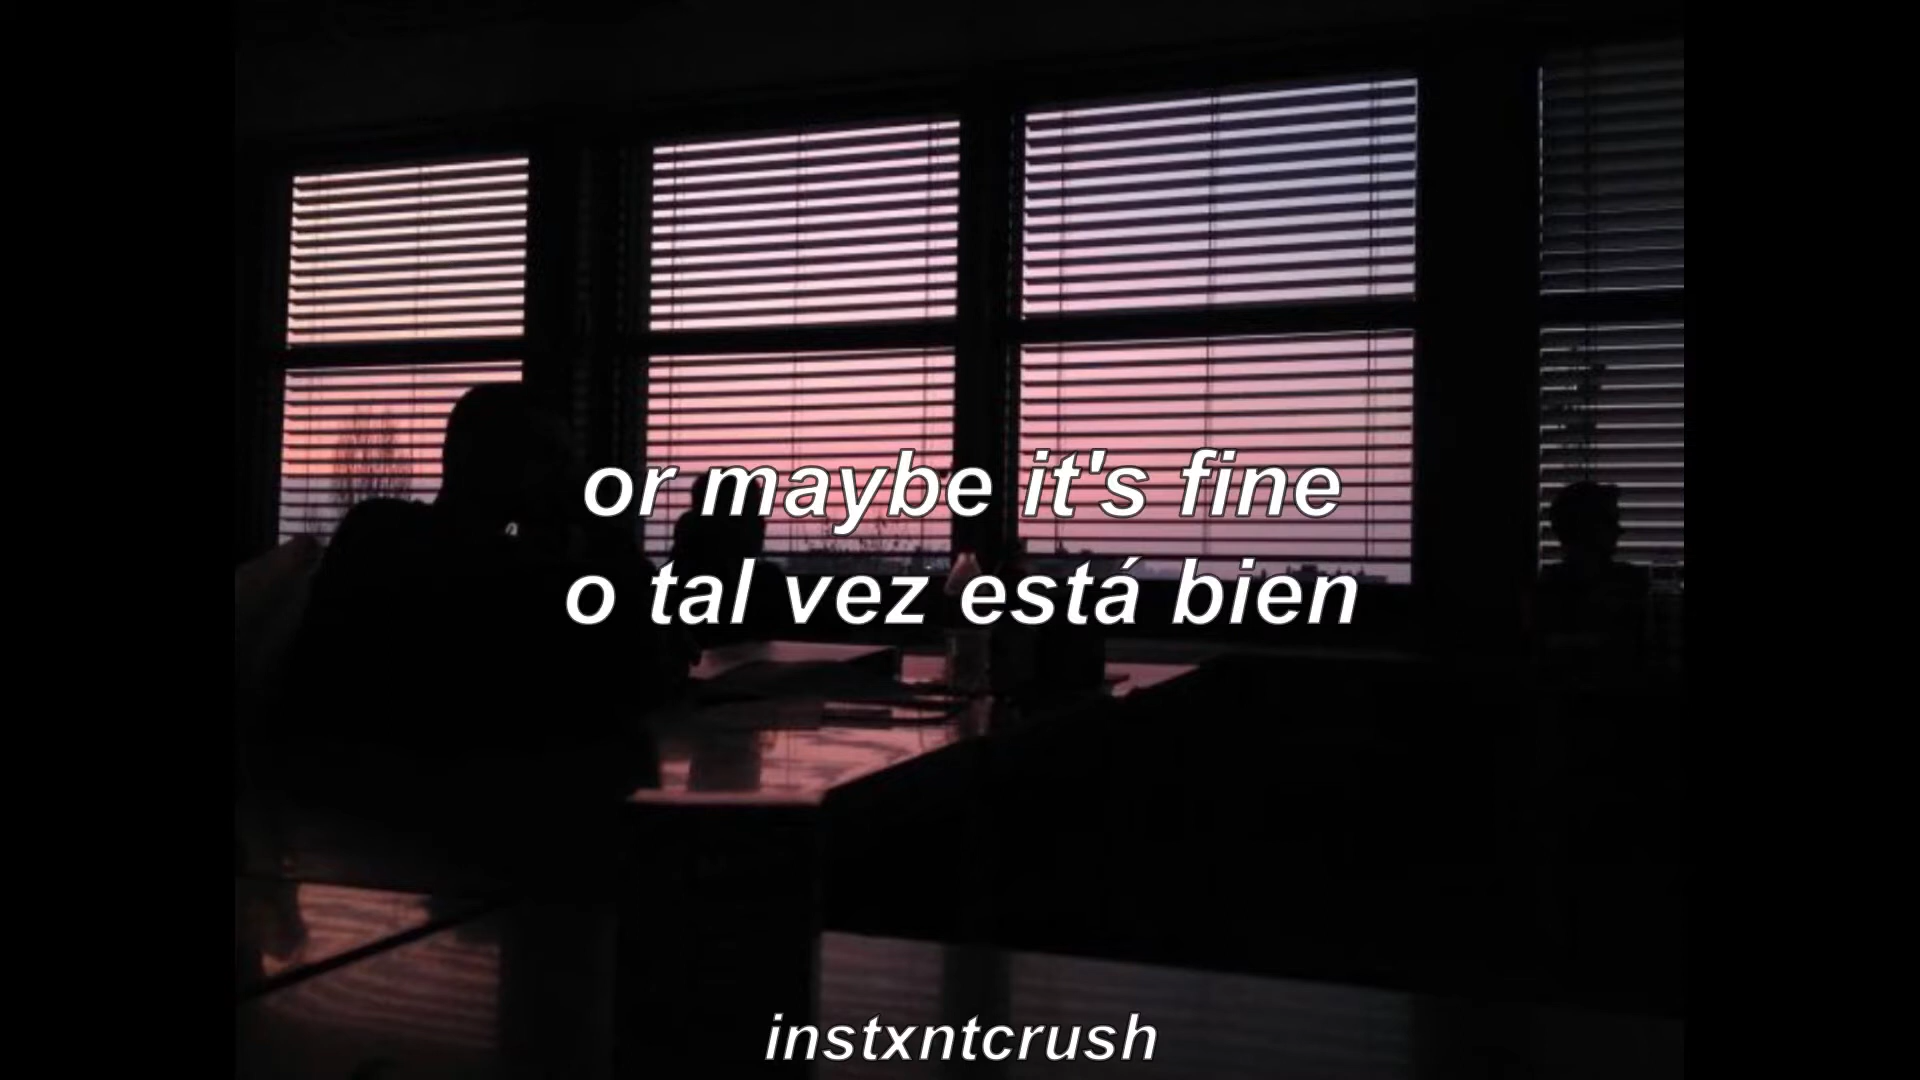 or maybe it's fine
o tal vez está bien
instxntcrush